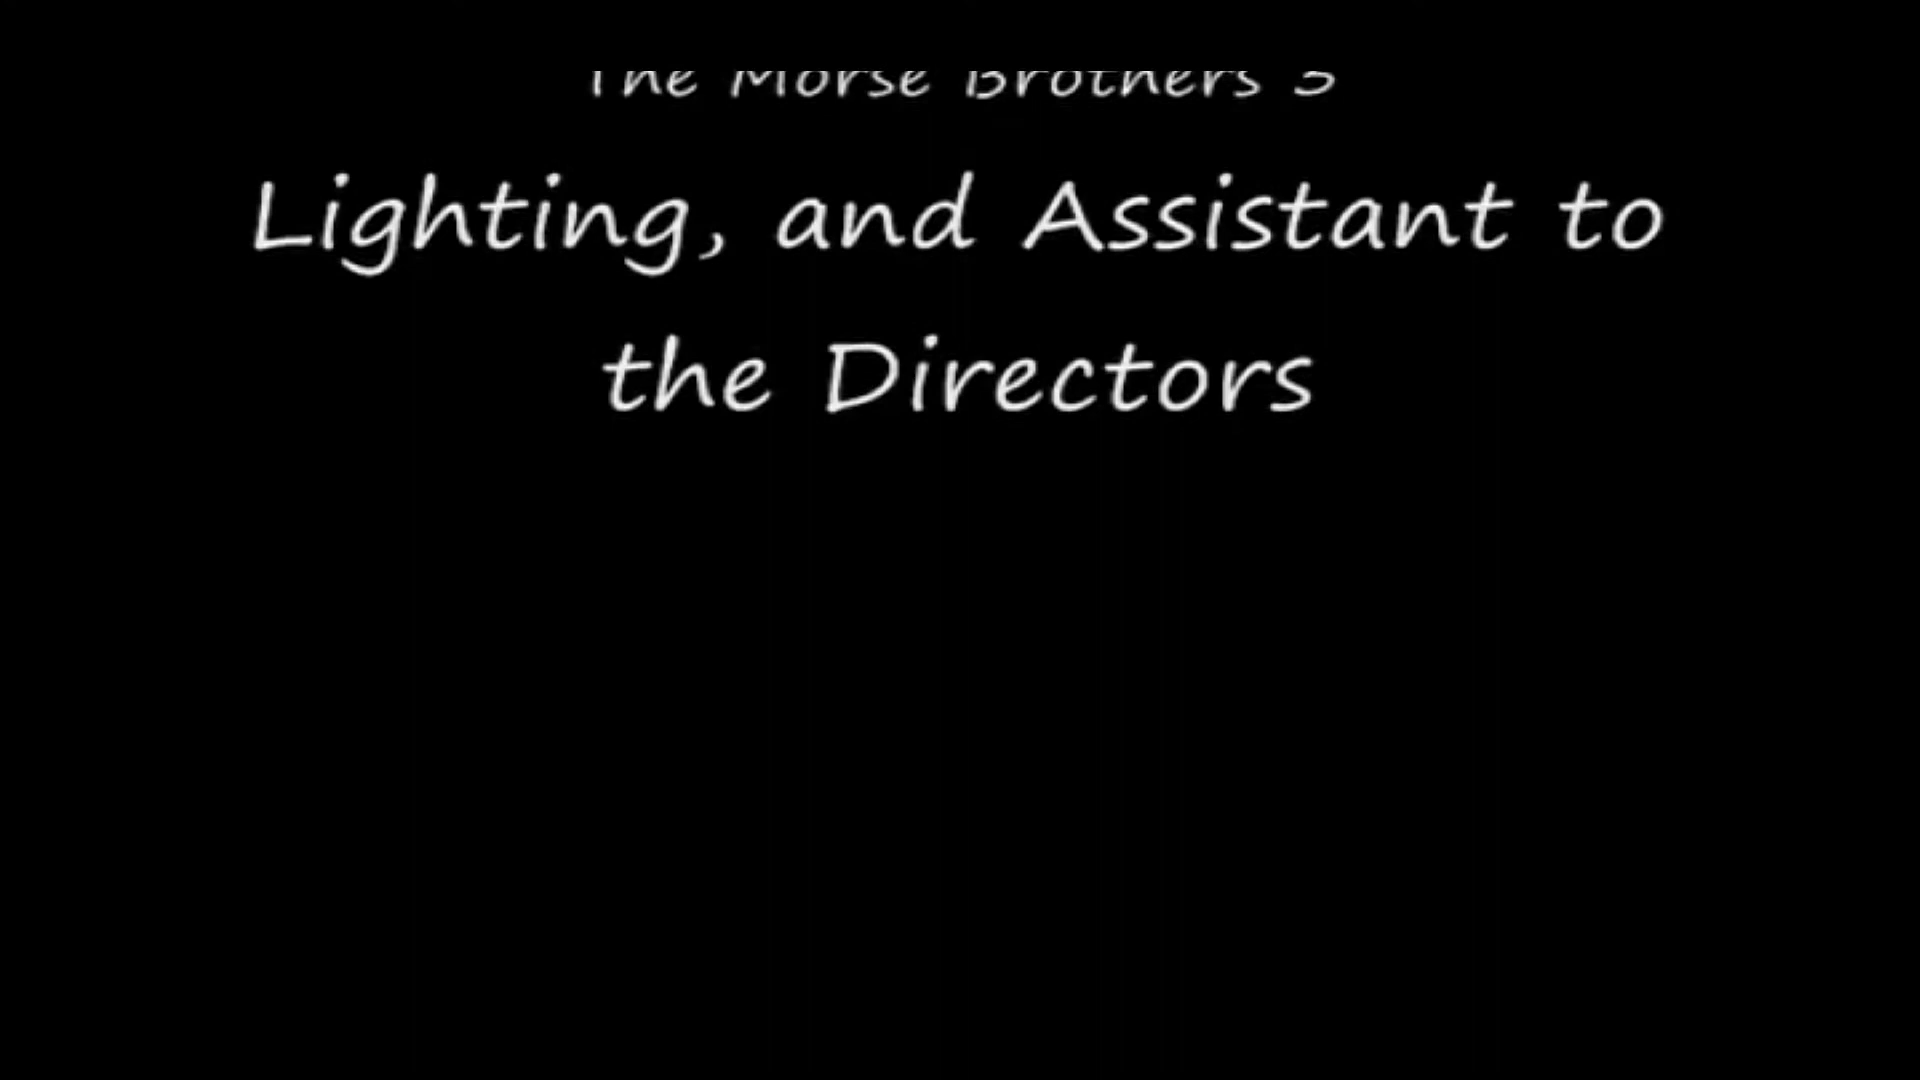 The Morse Brothers
Lighting, and Assistant to
the Directors